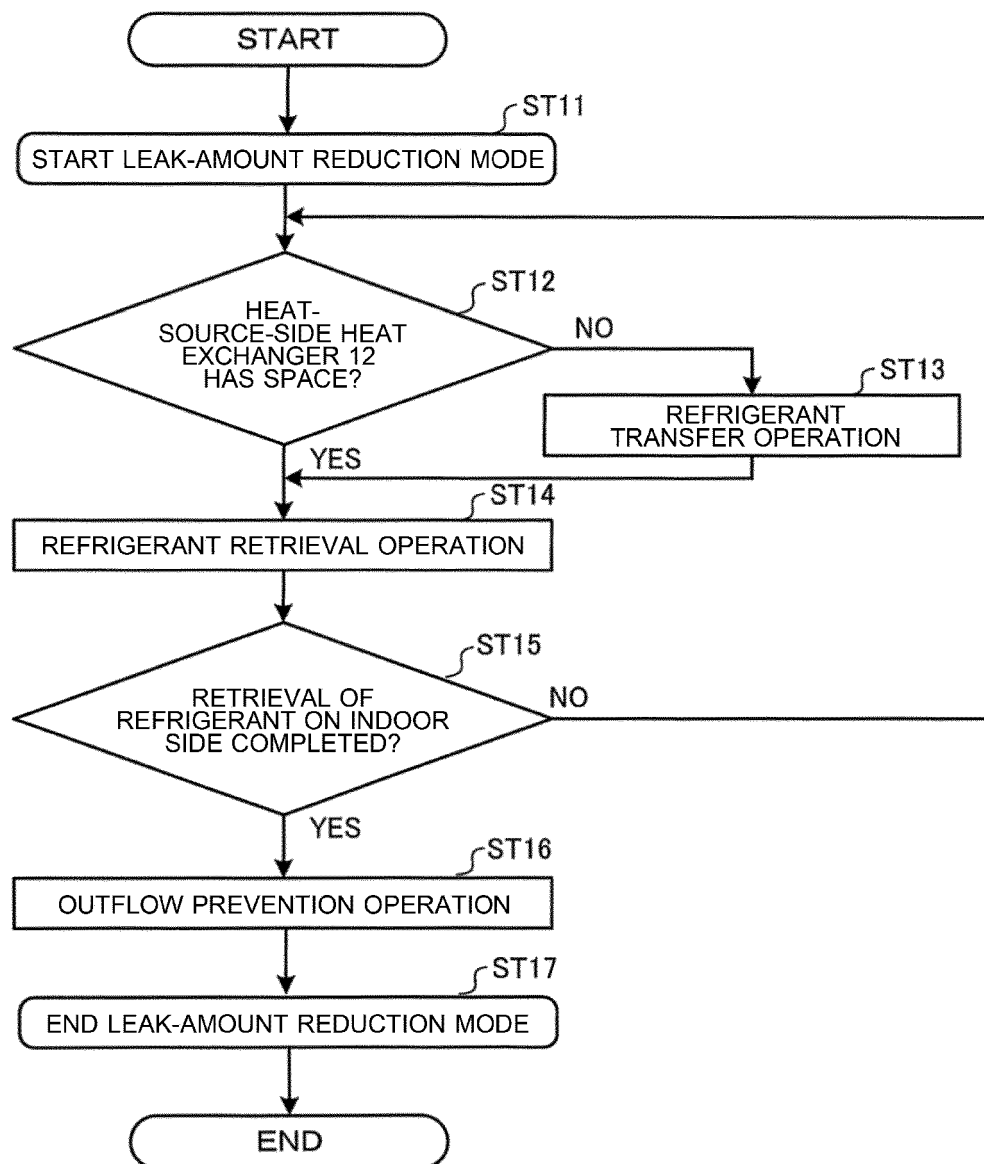 START
ST11
START LEAK-AMOUNT REDUCTION MODE
ST12
HEAT-
SOURCE-SIDE HEAT
EXCHANGER 12
HAS SPACE?
NO
ST13
REFRIGERANT
TRANSFER OPERATION
YES
ST14
REFRIGERANT RETRIEVAL OPERATION
ST15
RETRIEVAL OF
REFRIGERANT ON INDOOR
SIDE COMPLETED?
NO
YES
ST16
OUTFLOW PREVENTION OPERATION
ST17
END LEAK-AMOUNT REDUCTION MODE
END